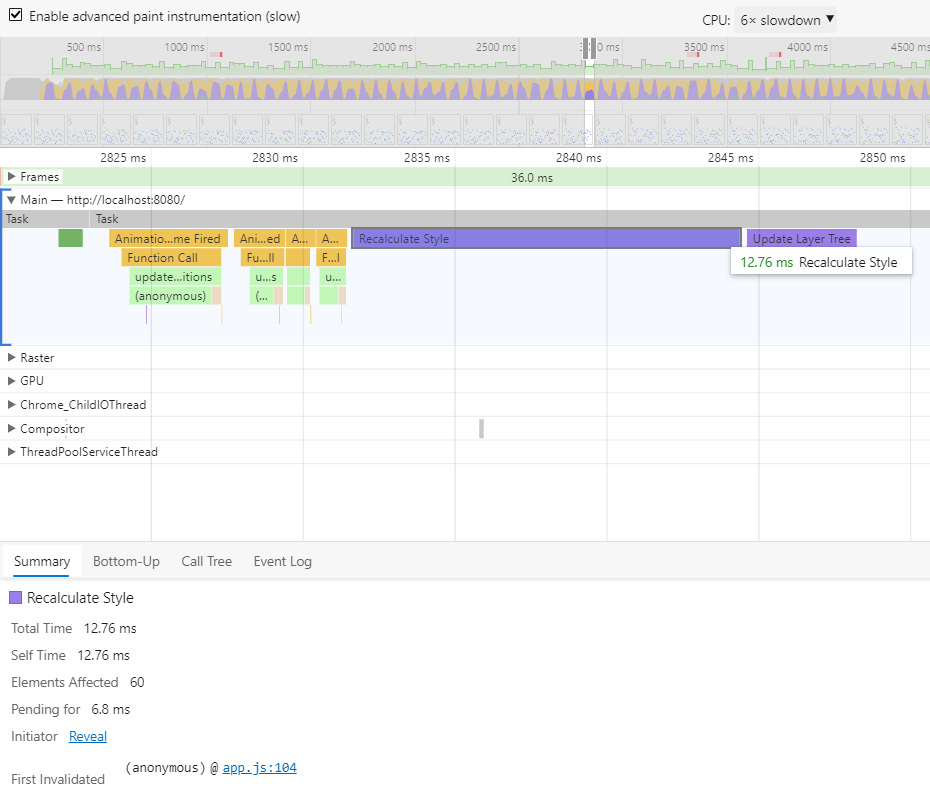 Enable advanced paint instrumentation (slow)
CPU: 6× slowdown
500 ms 1000 ms 1500 ms 2000 ms 2500 ms 0 ms 3500 ms 4000 ms 4500 ms
2825 ms 2830 ms 2835 ms 2840 ms 2845 ms 2850 ms
Frames 36.0 ms
Main — http://localhost:8080/
Task Task
Animatio…me Fired Ani…ed A… A… Recalculate Style Update Layer Tree
Function Call Fu…ll F…l 12.76 ms Recalculate Style
update…itions u…s u…
(anonymous) (…
Raster
GPU
Chrome_ChildIOThread
Compositor
ThreadPoolServiceThread
Summary Bottom-Up Call Tree Event Log
Recalculate Style
Total Time 12.76 ms
Self Time 12.76 ms
Elements Affected 60
Pending for 6.8 ms
Initiator Reveal
(anonymous) @ app.js:104
First Invalidated